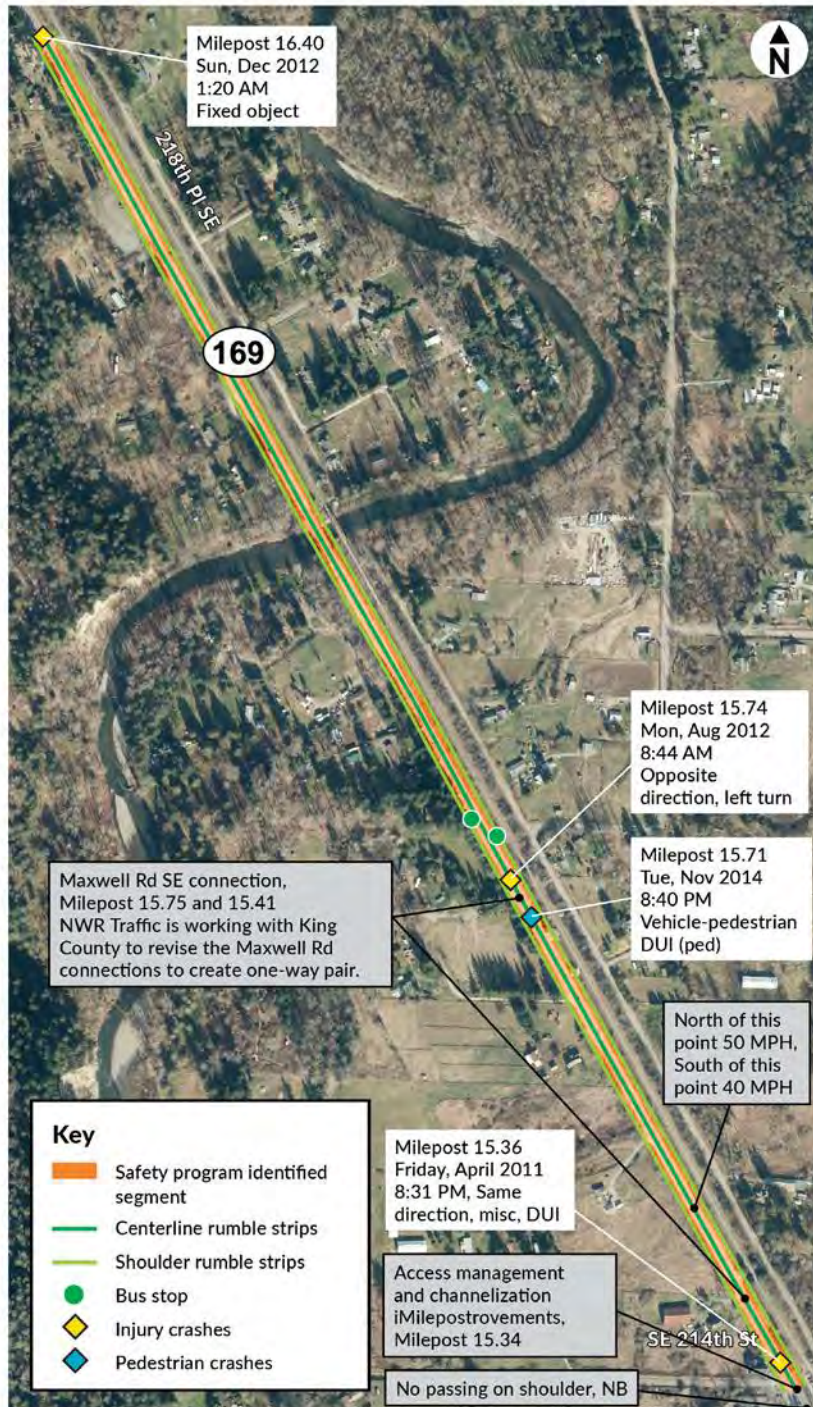 Milepost 16.40
Sun, Dec 2012
1:20 AM
Fixed object
N
218th Pl SE
169
Milepost 15.74
Mon, Aug 2012
8:44 AM
Opposite
direction, left turn
Milepost 15.71
Tue, Nov 2014
8:40 PM
Vehicle-pedestrian
DUI (ped)
Maxwell Rd SE connection,
Milepost 15.75 and 15.41
NWR Traffic is working with King
County to revise the Maxwell Rd
connections to create one-way pair.
North of this
point 50 MPH,
South of this
point 40 MPH
Milepost 15.36
Friday, April 2011
8:31 PM, Same
direction, misc, DUI
Access management
and channelization
iMilepostrovements,
Milepost 15.34
SE 214th St
No passing on shoulder, NB
Key
Safety program identified
segment
Centerline rumble strips
Shoulder rumble strips
Bus stop
Injury crashes
Pedestrian crashes